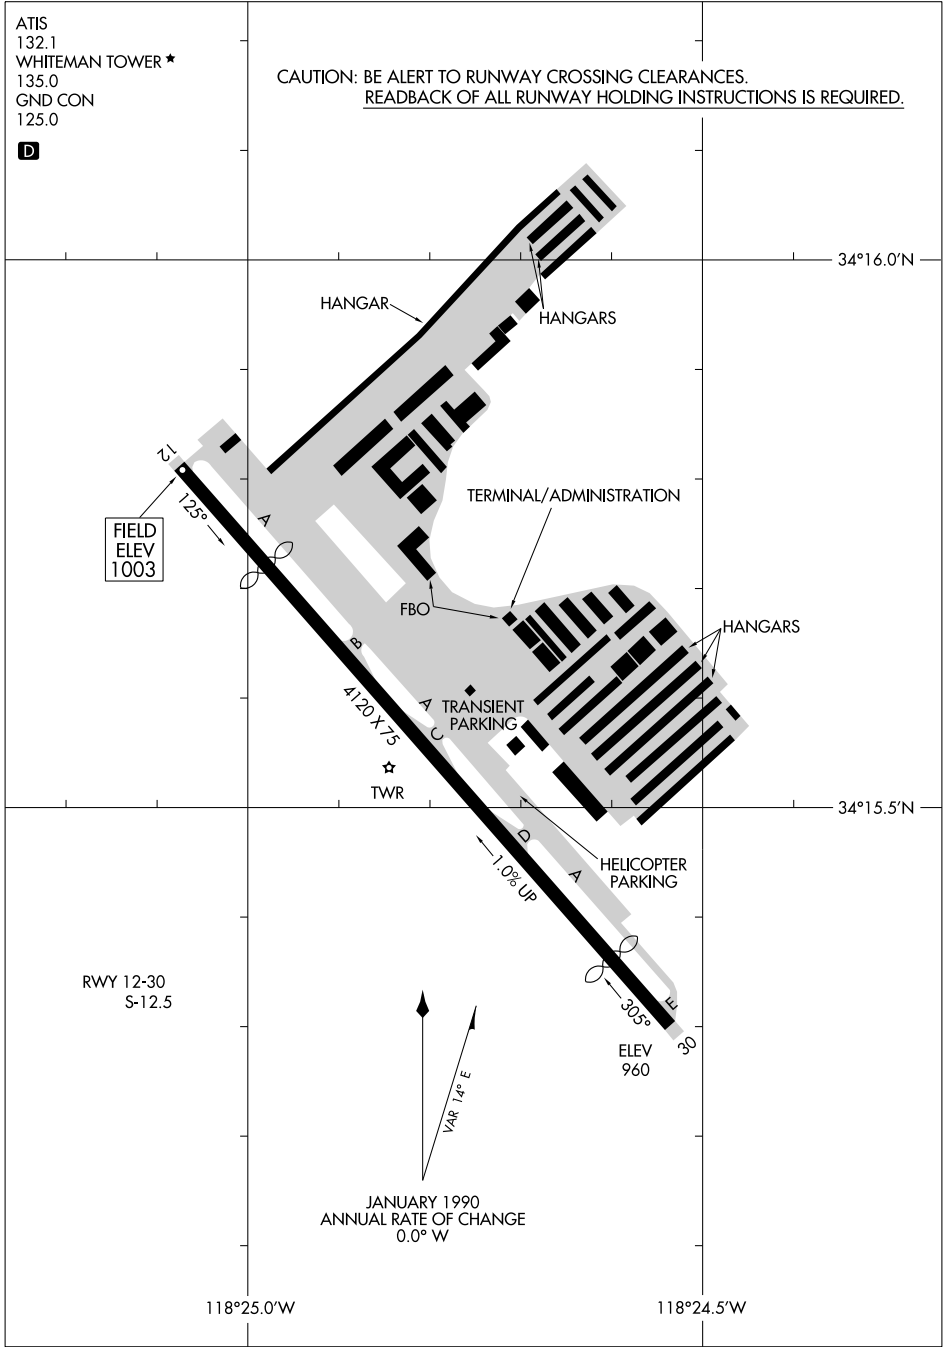 ATIS
132.1
WHITEMAN TOWER ★
135.0
GND CON
125.0
D
CAUTION: BE ALERT TO RUNWAY CROSSING CLEARANCES.
READBACK OF ALL RUNWAY HOLDING INSTRUCTIONS IS REQUIRED.
34°16.0'N
HANGAR
HANGARS
12
125°
A
TERMINAL/ADMINISTRATION
FIELD
ELEV
1003
FBO
HANGARS
B
4120 X 75
A
C
TRANSIENT
PARKING
TWR
34°15.5'N
D
1.0% UP
A
HELICOPTER
PARKING
RWY 12-30
S-12.5
305°
E
30
ELEV
960
VAR 14° E
JANUARY 1990
ANNUAL RATE OF CHANGE
0.0° W
118°25.0'W
118°24.5'W